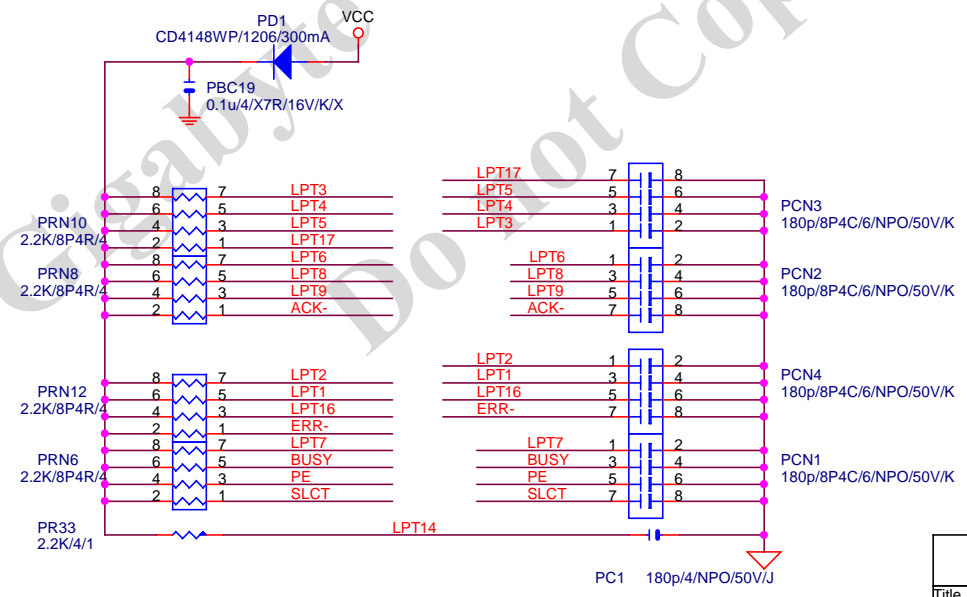 Gigabyte
Do not Cop
PD1
CD4148WP/1206/300mA
VCC
PBC19
0.1u/4/X7R/16V/K/X
PRN10
2.2K/8P4R/4
8 7 LPT3
6 5 LPT4
4 3 LPT5
2 1 LPT17
PRN8
2.2K/8P4R/4
8 7 LPT6
6 5 LPT8
4 3 LPT9
2 1 ACK-
PRN12
2.2K/8P4R/4
8 7 LPT2
6 5 LPT1
4 3 LPT16
2 1 ERR-
PRN6
2.2K/8P4R/4
8 7 LPT7
6 5 BUSY
4 3 PE
2 1 SLCT
PR33
2.2K/4/1
LPT14
LPT17 7 8
LPT5 5 6
LPT4 3 4
LPT3 1 2
PCN3
180p/8P4C/6/NPO/50V/K
LPT6 1 2
LPT8 3 4
LPT9 5 6
ACK- 7 8
PCN2
180p/8P4C/6/NPO/50V/K
LPT2 1 2
LPT1 3 4
LPT16 5 6
ERR- 7 8
PCN4
180p/8P4C/6/NPO/50V/K
LPT7 1 2
BUSY 3 4
PE 5 6
SLCT 7 8
PCN1
180p/8P4C/6/NPO/50V/K
PC1 180p/4/NPO/50V/J
Title